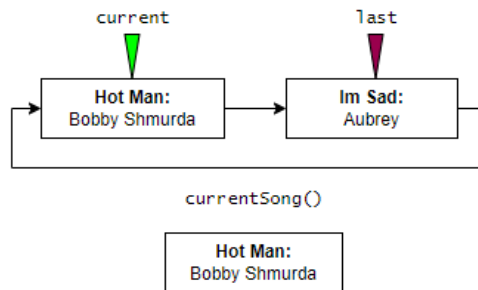 current
last
Hot Man:
Bobby Shmurda
Im Sad:
Aubrey
currentSong()
Hot Man:
Bobby Shmurda